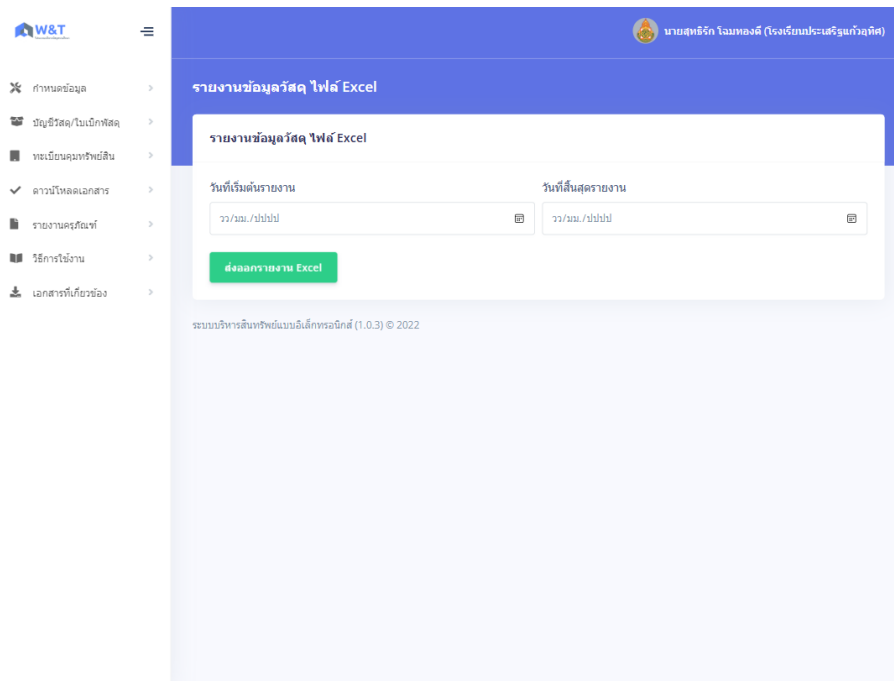 W&T
นายสุทธิรัก โฉมทองดี (โรงเรียนประเสริฐแก้วอุทิศ)
กำหนดข้อมูล
บัญชีวัสดุ/ใบเบิกพัสดุ
ทะเบียนคุมทรัพย์สิน
ดาวน์โหลดเอกสาร
รายงานครุภัณฑ์
วิธีการใช้งาน
เอกสารที่เกี่ยวข้อง
รายงานข้อมูลวัสดุ ไฟล์ Excel
รายงานข้อมูลวัสดุ ไฟล์ Excel
วันที่เริ่มต้นรายงาน
วันที่สิ้นสุดรายงาน
วว/มม./ปปปป
วว/มม./ปปปป
ส่งออกรายงาน Excel
ระบบบริหารสินทรัพย์แบบอิเล็กทรอนิกส์ (1.0.3) © 2022